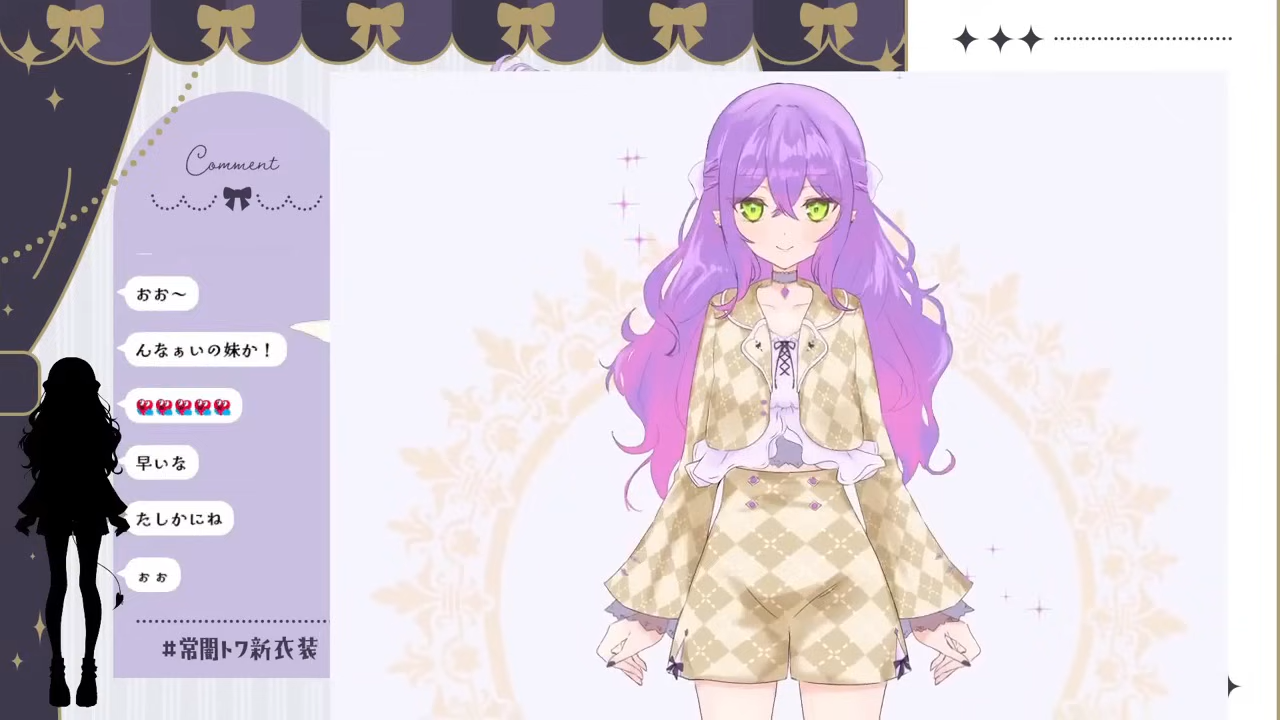 Comment
おお～
んなぁいの妹か！
💘💘💘💘💘
早いな
たしかにね
ぉぉ
#常闇トワ新衣装